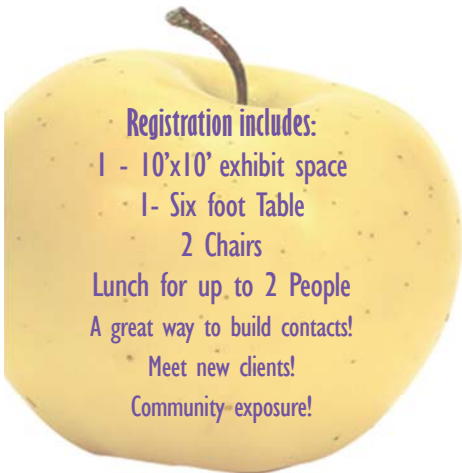 Registration includes:
1 - 10'x10' exhibit space
1- Six foot Table
2 Chairs
Lunch for up to 2 People
A great way to build contacts!
Meet new clients!
Community exposure!